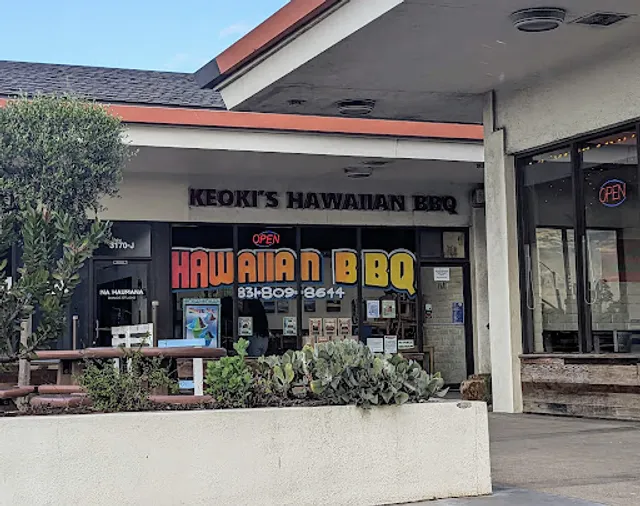 KEOKI'S HAWAIIAN BBQ
OPEN
OPEN
3170-J
HAWAIIAN BBQ
831-809-8644